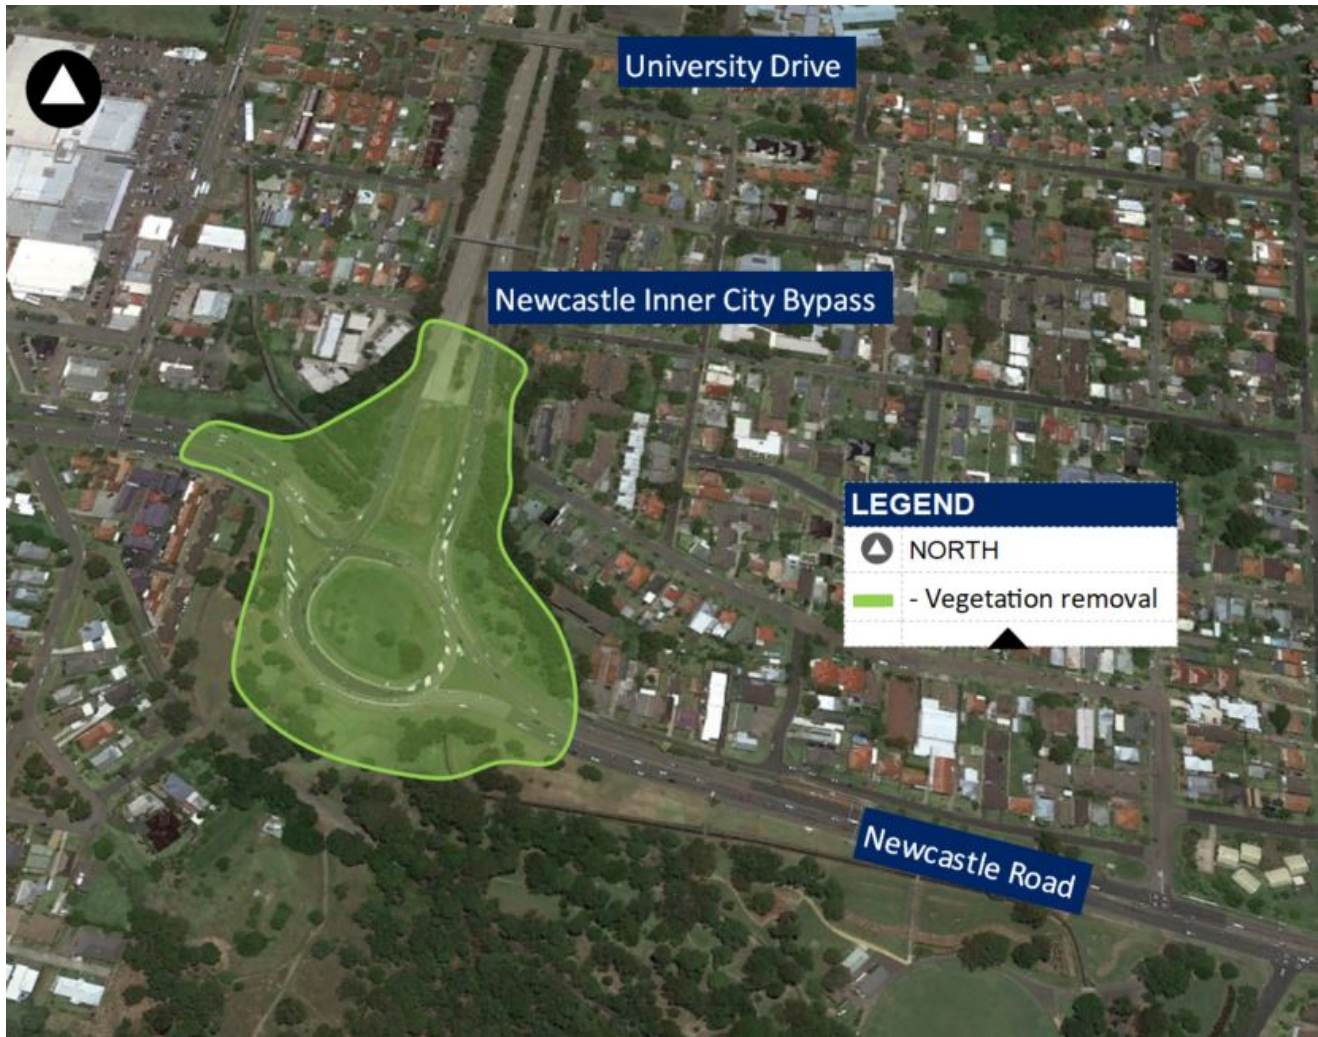 University Drive
Newcastle Inner City Bypass
LEGEND
NORTH
- Vegetation removal
Newcastle Road